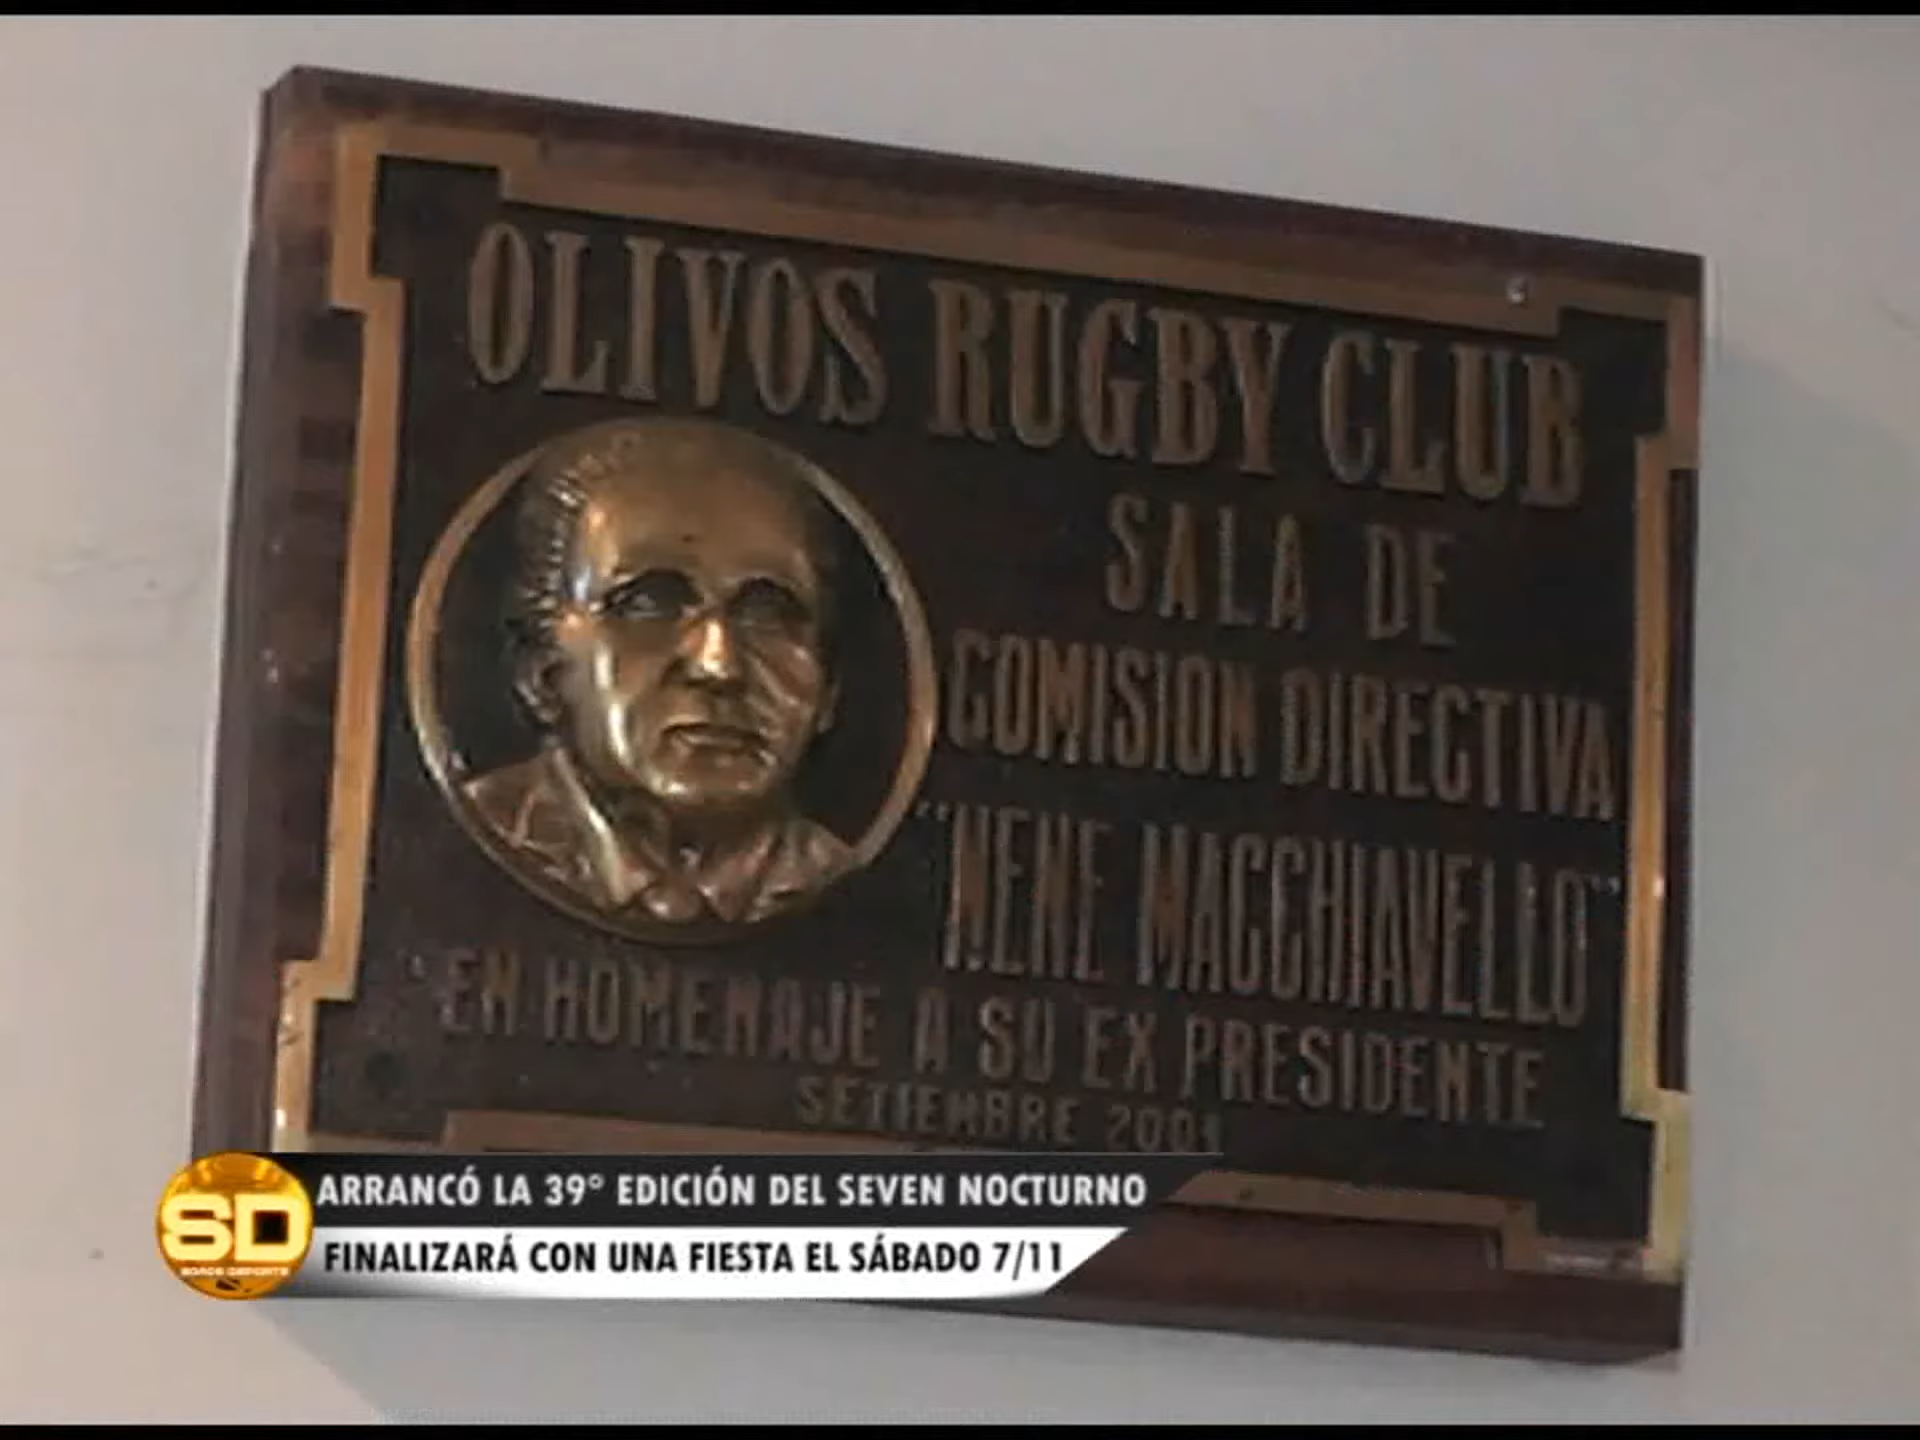 OLIVOS RUGBY CLUB
SALA DE
COMISION DIRECTIVA
"NENE MACCHIAVELLO"
EN HOMENAJE A SU EX PRESIDENTE
SETIEMBRE 2001
SD
ARRANCÓ LA 39° EDICIÓN DEL SEVEN NOCTURNO
FINALIZARÁ CON UNA FIESTA EL SÁBADO 7/11